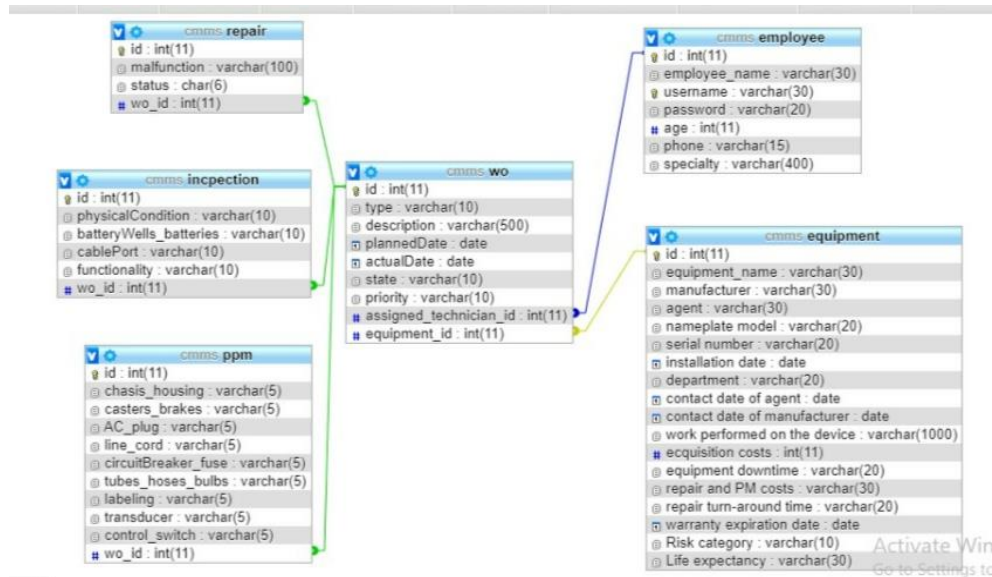 cmms repair
id : int(11)
malfunction : varchar(100)
status : char(6)
wo_id : int(11)
cmms incpection
id : int(11)
physicalCondition : varchar(10)
batteryWells_batteries : varchar(10)
cablePort : varchar(10)
functionality : varchar(10)
wo_id : int(11)
cmms ppm
id : int(11)
chasis_housing : varchar(5)
casters_brakes : varchar(5)
AC_plug : varchar(5)
line_cord : varchar(5)
circuitBreaker_fuse : varchar(5)
tubes_hoses_bulbs : varchar(5)
labeling : varchar(5)
transducer : varchar(5)
control_switch : varchar(5)
wo_id : int(11)
cmms wo
id : int(11)
type : varchar(10)
description : varchar(500)
plannedDate : date
actualDate : date
state : varchar(10)
priority : varchar(10)
assigned_technician_id : int(11)
equipment_id : int(11)
cmms employee
id : int(11)
employee_name : varchar(30)
username : varchar(30)
password : varchar(20)
age : int(11)
phone : varchar(15)
specialty : varchar(400)
cmms equipment
id : int(11)
equipment_name : varchar(30)
manufacturer : varchar(30)
agent : varchar(30)
nameplate model : varchar(20)
serial number : varchar(20)
installation date : date
department : varchar(20)
contact date of agent : date
contact date of manufacturer : date
work performed on the device : varchar(1000)
ecquisition costs : int(11)
equipment downtime : varchar(20)
repair and PM costs : varchar(30)
repair turn-around time : varchar(20)
warranty expiration date : date
Risk category : varchar(10)
Life expectancy : varchar(30)
Activate Win
Go to Settings to